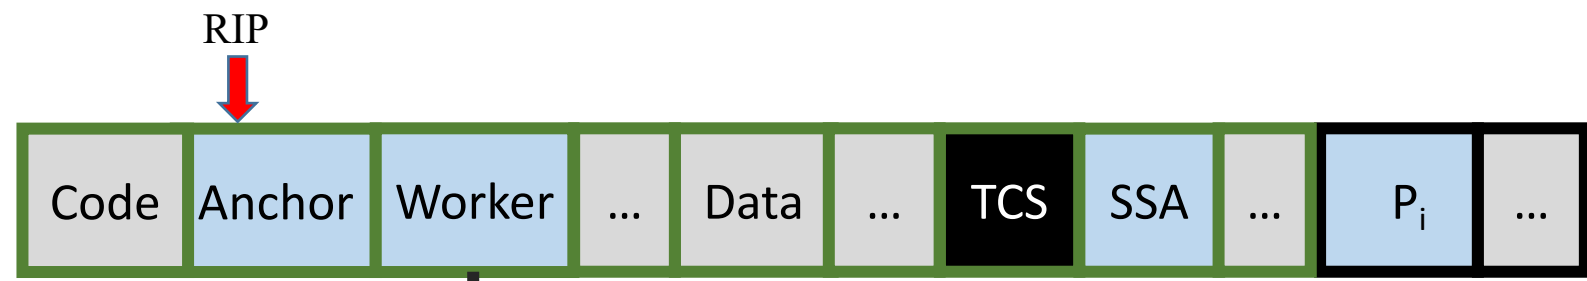 RIP
Code Anchor Worker ... Data ... TCS SSA ... Pi ...